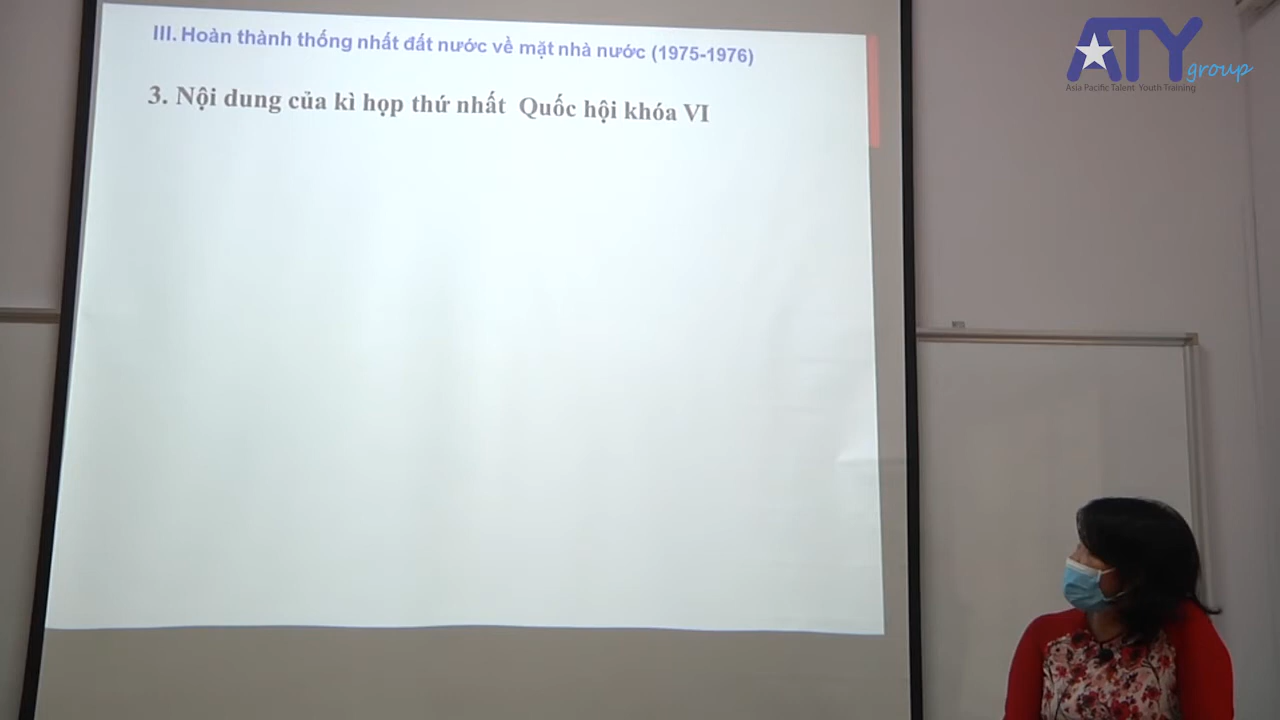 III. Hoàn thành thống nhất đất nước về mặt nhà nước (1975-1976)
3. Nội dung của kì họp thứ nhất Quốc hội khóa VI
ATY
group
Asia Pacific Talent Youth Training